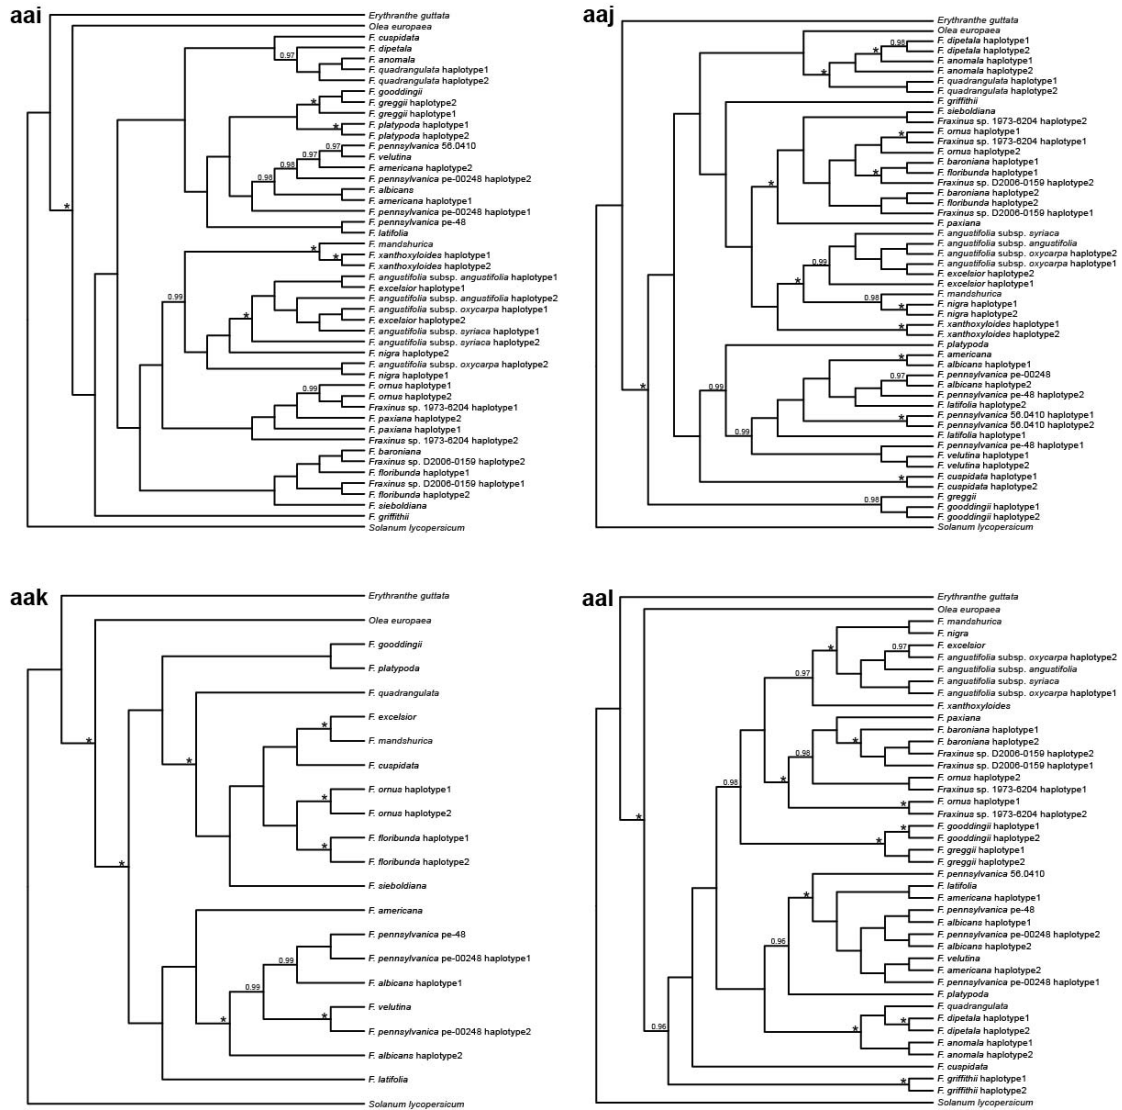 aai
Erythranthe guttata
Olea europaea
F. cuspidata
F. dipetala
0.97
F. anomala
F. quadrangulata haplotype1
F. quadrangulata haplotype2
F. gooddingii
*
F. greggii haplotype2
F. greggii haplotype1
*
F. platypoda haplotype1
F. platypoda haplotype2
0.97
F. pennsylvanica 56.0410
0.97
F. velutina
0.98
F. americana haplotype2
0.98
F. pennsylvanica pe-00248 haplotype2
F. albicans
F. americana haplotype1
*
F. pennsylvanica pe-00248 haplotype1
F. pennsylvanica pe-48
F. latifolia
F. mandshurica
*
F. xanthoxyloides haplotype1
*
F. xanthoxyloides haplotype2
F. angustifolia subsp. angustifolia haplotype1
F. excelsior haplotype1
0.99
F. angustifolia subsp. angustifolia haplotype2
F. angustifolia subsp. oxycarpa haplotype1
*
F. excelsior haplotype2
F. angustifolia subsp. syriaca haplotype1
F. angustifolia subsp. syriaca haplotype2
F. nigra haplotype2
F. angustifolia subsp. oxycarpa haplotype2
F. nigra haplotype1
0.99
F. ornus haplotype1
F. ornus haplotype2
Fraxinus sp. 1973-6204 haplotype1
F. paxiana haplotype2
F. paxiana haplotype1
Fraxinus sp. 1973-6204 haplotype2
F. baroniana
Fraxinus sp. D2006-0159 haplotype2
F. floribunda haplotype1
Fraxinus sp. D2006-0159 haplotype1
F. floribunda haplotype2
F. sieboldiana
F. griffithii
Solanum lycopersicum
aaj
Erythranthe guttata
Olea europaea
0.98
F. dipetala haplotype1
*
F. dipetala haplotype2
F. anomala haplotype1
*
F. anomala haplotype2
F. quadrangulata haplotype1
F. quadrangulata haplotype2
F. griffithii
F. sieboldiana
Fraxinus sp. 1973-6204 haplotype2
*
F. ornus haplotype1
Fraxinus sp. 1973-6204 haplotype1
F. ornus haplotype2
F. baroniana haplotype1
*
F. floribunda haplotype1
*
Fraxinus sp. D2006-0159 haplotype2
F. baroniana haplotype2
F. floribunda haplotype2
Fraxinus sp. D2006-0159 haplotype1
F. paxiana
F. angustifolia subsp. syriaca
F. angustifolia subsp. angustifolia
F. angustifolia subsp. oxycarpa haplotype2
0.99
F. angustifolia subsp. oxycarpa haplotype1
F. excelsior haplotype2
*
F. excelsior haplotype1
0.98
F. mandshurica
*
F. nigra haplotype1
F. nigra haplotype2
*
F. xanthoxyloides haplotype1
F. xanthoxyloides haplotype2
F. platypoda
*
F. americana
F. albicans haplotype1
0.97
F. pennsylvanica pe-00248
*
0.99
F. albicans haplotype2
F. pennsylvanica pe-48 haplotype2
F. latifolia haplotype2
*
F. pennsylvanica 56.0410 haplotype1
F. pennsylvanica 56.0410 haplotype2
0.99
F. latifolia haplotype1
F. pennsylvanica pe-48 haplotype1
F. velutina haplotype1
F. velutina haplotype2
*
F. cuspidata haplotype1
F. cuspidata haplotype2
0.98
F. greggii
F. gooddingii haplotype1
F. gooddingii haplotype2
Solanum lycopersicum
aak
Erythranthe guttata
Olea europaea
F. gooddingii
F. platypoda
F. quadrangulata
*
F. excelsior
*
F. mandshurica
*
F. cuspidata
*
F. ornus haplotype1
F. ornus haplotype2
*
F. floribunda haplotype1
*
F. floribunda haplotype2
F. sieboldiana
F. americana
F. pennsylvanica pe-48
0.99
F. pennsylvanica pe-00248 haplotype1
F. albicans haplotype1
0.99
F. velutina
*
*
F. pennsylvanica pe-00248 haplotype2
F. albicans haplotype2
F. latifolia
Solanum lycopersicum
aal
Erythranthe guttata
Olea europaea
F. mandshurica
F. nigra
*
0.97
F. excelsior
F. angustifolia subsp. oxycarpa haplotype2
0.97
F. angustifolia subsp. angustifolia
F. angustifolia subsp. syriaca
F. angustifolia subsp. oxycarpa haplotype1
F. xanthoxyloides
F. paxiana
F. baroniana haplotype1
*
F. baroniana haplotype2
0.98
Fraxinus sp. D2006-0159 haplotype2
Fraxinus sp. D2006-0159 haplotype1
*
0.98
F. ornus haplotype2
Fraxinus sp. 1973-6204 haplotype1
*
F. ornus haplotype1
*
Fraxinus sp. 1973-6204 haplotype2
*
F. gooddingii haplotype1
*
F. gooddingii haplotype2
F. greggii haplotype1
F. greggii haplotype2
F. pennsylvanica 56.0410
*
F. latifolia
F. americana haplotype1
F. pennsylvanica pe-48
F. albicans haplotype1
F. pennsylvanica pe-00248 haplotype2
0.96
F. albicans haplotype2
F. velutina
F. americana haplotype2
F. pennsylvanica pe-00248 haplotype1
F. platypoda
F. quadrangulata
*
F. dipetala haplotype1
*
F. dipetala haplotype2
0.96
F. anomala haplotype1
F. anomala haplotype2
F. cuspidata
*
F. griffithii haplotype1
F. griffithii haplotype2
Solanum lycopersicum